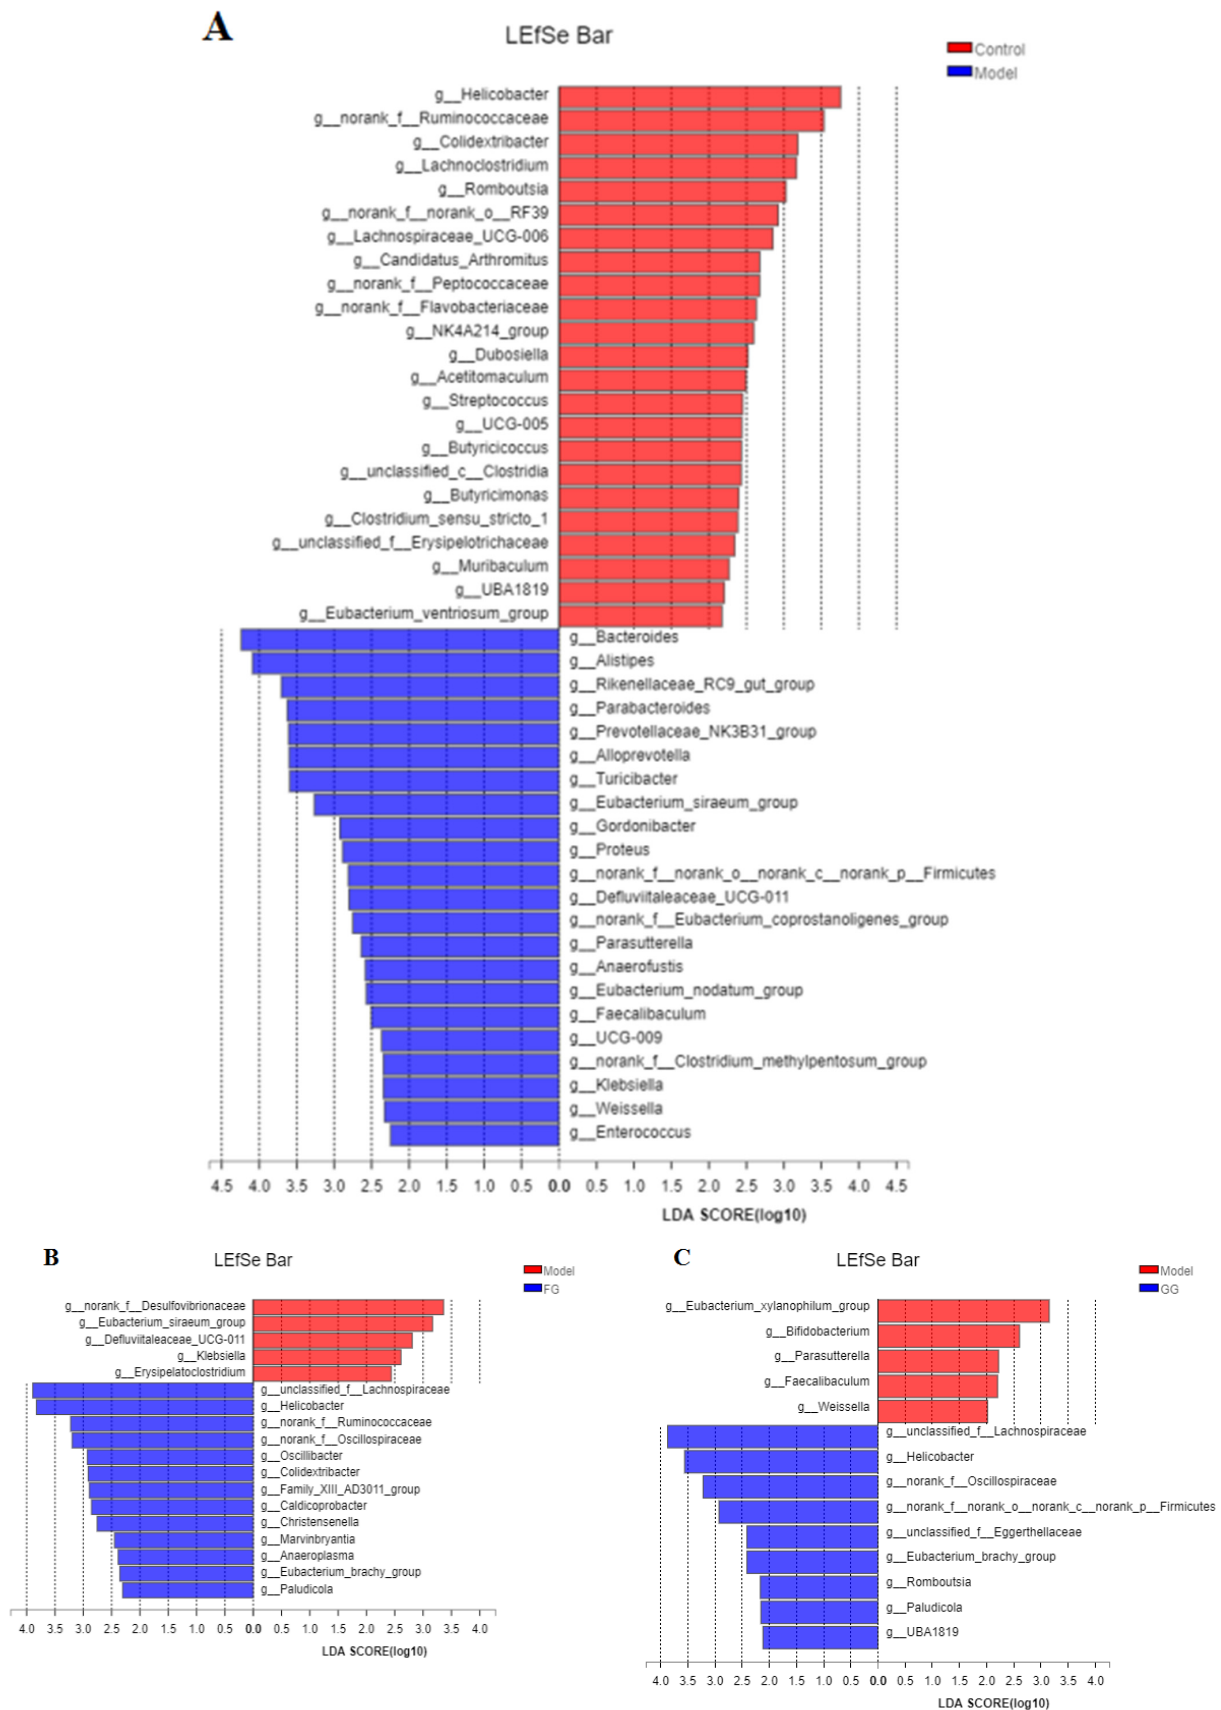 A
LEfSe Bar
Control
Model
g__Helicobacter
g__norank_f__Ruminococcaceae
g__Colidextribacter
g__Lachnoclostridium
g__Romboutsia
g__norank_f__norank_o__RF39
g__Lachnospiraceae_UCG-006
g__Candidatus_Arthromitus
g__norank_f__Peptococcaceae
g__norank_f__Flavobacteriaceae
g__NK4A214_group
g__Dubosiella
g__Acetitomaculum
g__Streptococcus
g__UCG-005
g__Butyricicoccus
g__unclassified_c__Clostridia
g__Butyricimonas
g__Clostridium_sensu_stricto_1
g__unclassified_f__Erysipelotrichaceae
g__Muribaculum
g__UBA1819
g__Eubacterium_ventriosum_group
g__Bacteroides
g__Alistipes
g__Rikenellaceae_RC9_gut_group
g__Parabacteroides
g__Prevotellaceae_NK3B31_group
g__Alloprevotella
g__Turicibacter
g__Eubacterium_siraeum_group
g__Gordonibacter
g__Proteus
g__norank_f__norank_o__norank_c__norank_p__Firmicutes
g__Defluviitaleaceae_UCG-011
g__norank_f__Eubacterium_coprostanoligenes_group
g__Parasutterella
g__Anaerofustis
g__Eubacterium_nodatum_group
g__Faecalibaculum
g__UCG-009
g__norank_f__Clostridium_methylpentosum_group
g__Klebsiella
g__Weissella
g__Enterococcus
4.5 4.0 3.5 3.0 2.5 2.0 1.5 1.0 0.5 0.0 0.5 1.0 1.5 2.0 2.5 3.0 3.5 4.0 4.5
LDA SCORE(log10)
B
LEfSe Bar
Model
FG
g__norank_f__Desulfovibrionaceae
g__Eubacterium_siraeum_group
g__Defluviitaleaceae_UCG-011
g__Klebsiella
g__Erysipelatoclostridium
g__unclassified_f__Lachnospiraceae
g__Helicobacter
g__norank_f__Ruminococcaceae
g__norank_f__Oscillospiraceae
g__Oscillibacter
g__Colidextribacter
g__Family_XIII_AD3011_group
g__Caldicoprobacter
g__Christensenella
g__Marvinbryantia
g__Anaeroplasma
g__Eubacterium_brachy_group
g__Paludicola
4.0 3.5 3.0 2.5 2.0 1.5 1.0 0.5 0.0 0.5 1.0 1.5 2.0 2.5 3.0 3.5 4.0
LDA SCORE(log10)
C
LEfSe Bar
Model
GG
g__Eubacterium_xylanophilum_group
g__Bifidobacterium
g__Parasutterella
g__Faecalibaculum
g__Weissella
g__unclassified_f__Lachnospiraceae
g__Helicobacter
g__norank_f__Oscillospiraceae
g__norank_f__norank_o__norank_c__norank_p__Firmicutes
g__unclassified_f__Eggerthellaceae
g__Eubacterium_brachy_group
g__Romboutsia
g__Paludicola
g__UBA1819
4.0 3.5 3.0 2.5 2.0 1.5 1.0 0.5 0.0 0.5 1.0 1.5 2.0 2.5 3.0 3.5 4.0
LDA SCORE(log10)